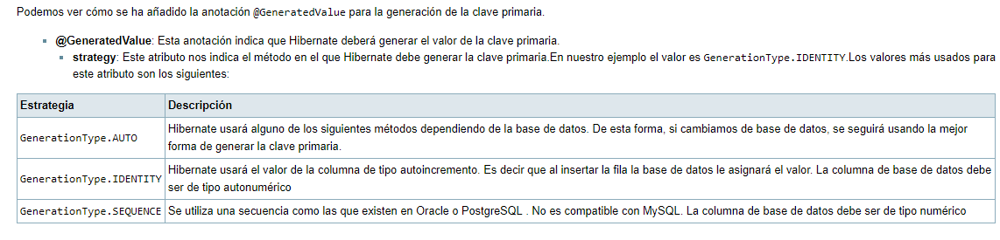 Podemos ver cómo se ha añadido la anotación @GeneratedValue para la generación de la clave primaria.
@GeneratedValue: Esta anotación indica que Hibernate deberá generar el valor de la clave primaria.
strategy: Este atributo nos indica el método en el que Hibernate debe generar la clave primaria.En nuestro ejemplo el valor es GenerationType.IDENTITY.Los valores más usados para
este atributo son los siguientes:
Estrategia Descripción
GenerationType.AUTO
Hibernate usará alguno de los siguientes métodos dependiendo de la base de datos. De esta forma, si cambiamos de base de datos, se seguirá usando la mejor
forma de generar la clave primaria.
GenerationType.IDENTITY
Hibernate usará el valor de la columna de tipo autoincremento. Es decir que al insertar la fila la base de datos le asignará el valor. La columna de base de datos debe
ser de tipo autonumérico
GenerationType.SEQUENCE Se utiliza una secuencia como las que existen en Oracle o PostgreSQL . No es compatible con MySQL. La columna de base de datos debe ser de tipo numérico